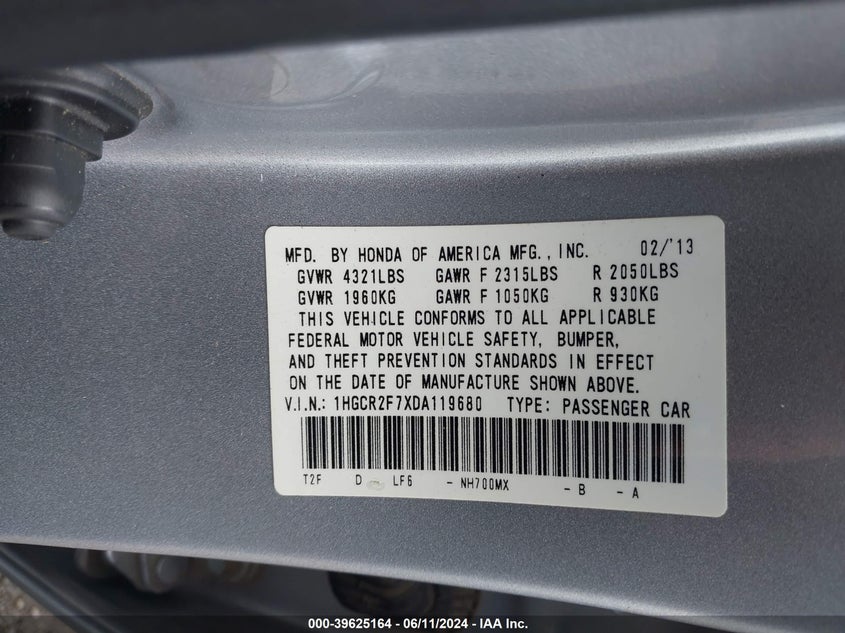 MFD. BY HONDA OF AMERICA MFG., INC. 02/'13
GVWR 4321LBS GAWR F 2315LBS R 2050LBS
GVWR 1960KG GAWR F 1050KG R 930KG
THIS VEHICLE CONFORMS TO ALL APPLICABLE
FEDERAL MOTOR VEHICLE SAFETY, BUMPER,
AND THEFT PREVENTION STANDARDS IN EFFECT
ON THE DATE OF MANUFACTURE SHOWN ABOVE.
V.I.N.: 1HGCR2F7XDA119680 TYPE: PASSENGER CAR
T2F D LF6 - NH700MX - B - A
000-39625164 - 06/11/2024 - IAA Inc.